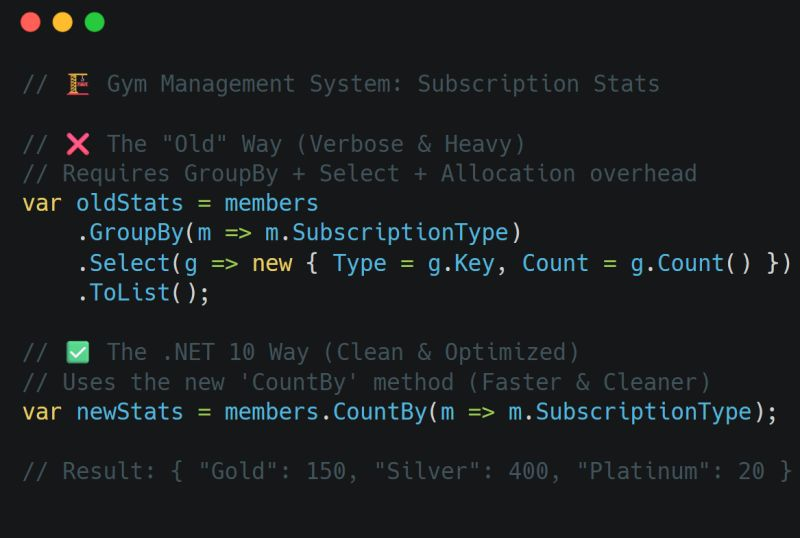 // 🏗️ Gym Management System: Subscription Stats
// ❌ The "Old" Way (Verbose & Heavy)
// Requires GroupBy + Select + Allocation overhead
var oldStats = members
    .GroupBy(m => m.SubscriptionType)
    .Select(g => new { Type = g.Key, Count = g.Count() })
    .ToList();
// ✅ The .NET 10 Way (Clean & Optimized)
// Uses the new 'CountBy' method (Faster & Cleaner)
var newStats = members.CountBy(m => m.SubscriptionType);
// Result: { "Gold": 150, "Silver": 400, "Platinum": 20 }